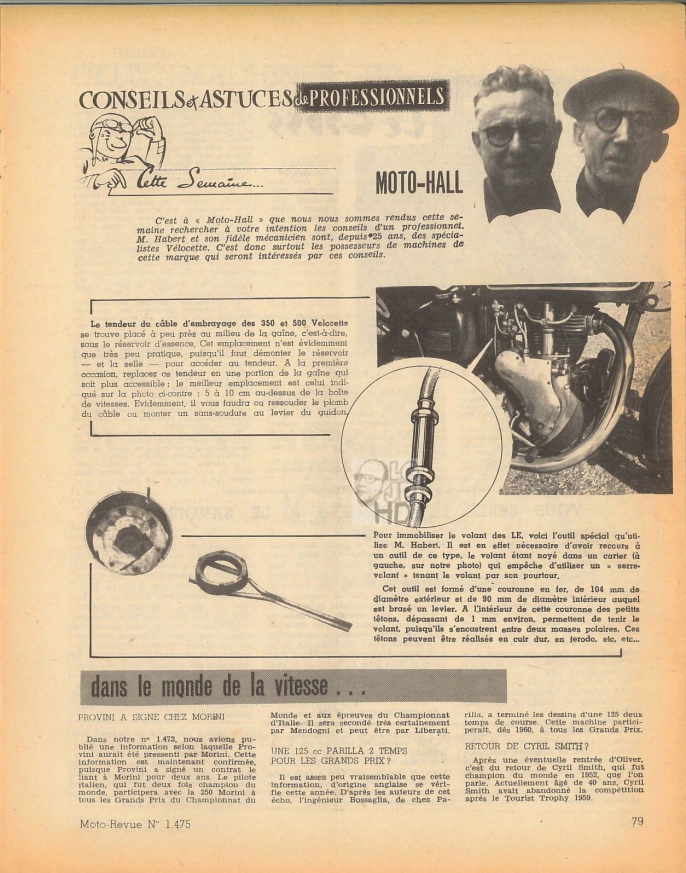 CONSEILS & ASTUCES de PROFESSIONNELS
Cette Semaine...
MOTO-HALL
C'est à « Moto-Hall » que nous nous sommes rendus cette se-
maine rechercher à votre intention les conseils d'un professionnel.
M. Habert et son fidèle mécanicien sont, depuis 25 ans, des spécia-
listes Vélocette. C'est donc surtout les possesseurs de machines de
cette marque qui seront intéressés par ces conseils.
Le tendeur du câble d'embrayage des 350 et 500 Velocette
se trouve placé à peu près au milieu de la gaîne, c'est-à-dire,
sous le réservoir d'essence. Cet emplacement n'est évidemment
que très peu pratique, puisqu'il faut démonter le réservoir
— et la selle — pour accéder au tendeur. A la première
occasion, replacez ce tendeur en une portion de la gaîne qui
soit plus accessible ; le meilleur emplacement est celui indi-
qué sur la photo ci-contre : 5 à 10 cm au-dessus de la boîte
de vitesses. Evidemment, il vous faudra ou ressouder le plomb
du câble ou monter un sans-soudure au levier du guidon.
LG
JL
HD
Pour immobiliser le volant des LE, voici l'outil spécial qu'uti-
lise M. Habert. Il est en effet nécessaire d'avoir recours à
un outil de ce type, le volant étant noyé dans un carter (à
gauche, sur notre photo) qui empêche d'utiliser un « serre-
volant » tenant le volant par son pourtour.
Cet outil est formé d'une couronne en fer, de 104 mm de
diamètre extérieur et de 90 mm de diamètre intérieur auquel
est brasé un levier. A l'intérieur de cette couronne des petits
têtons, dépassant de 1 mm environ, permettent de tenir le
volant, puisqu'ils s'encastrent entre deux masses polaires. Ces
têtons peuvent être réalisés en cuir dur, en ferodo, etc, etc...
dans le monde de la vitesse . . .
PROVINI A SIGNE CHEZ MORINI
Dans notre n° 1.473, nous avions pu-
blié une information selon laquelle Pro-
vini aurait été pressenti par Morini. Cette
information est maintenant confirmée,
puisque Provini a signé un contrat le
liant à Morini pour deux ans. Le pilote
italien, qui fut deux fois champion du
monde, participera avec la 250 Morini à
tous les Grands Prix du Championnat du
Monde et aux épreuves du Championnat
d'Italie. Il sera secondé très certainement
par Mendogni et peut être par Liberati.
UNE 125 cc PARILLA 2 TEMPS
POUR LES GRANDS PRIX ?
Il est assez peu vraisemblable que cette
information, d'origine anglaise se véri-
fie cette année. D'après les auteurs de cet
écho, l'ingénieur Bossaglia, de chez Pa-
rilla, a terminé les dessins d'une 125 deux
temps de course. Cette machine partici-
perait, dès 1960, à tous les Grands Prix.
RETOUR DE CYRIL SMITH ?
Après une éventuelle rentrée d'Oliver,
c'est du retour de Cyril Smith, qui fut
champion du monde en 1952, que l'on
parle. Actuellement âgé de 40 ans, Cyril
Smith avait abandonné la compétition
après le Tourist Trophy 1959.
Moto-Revue N° 1.475
79